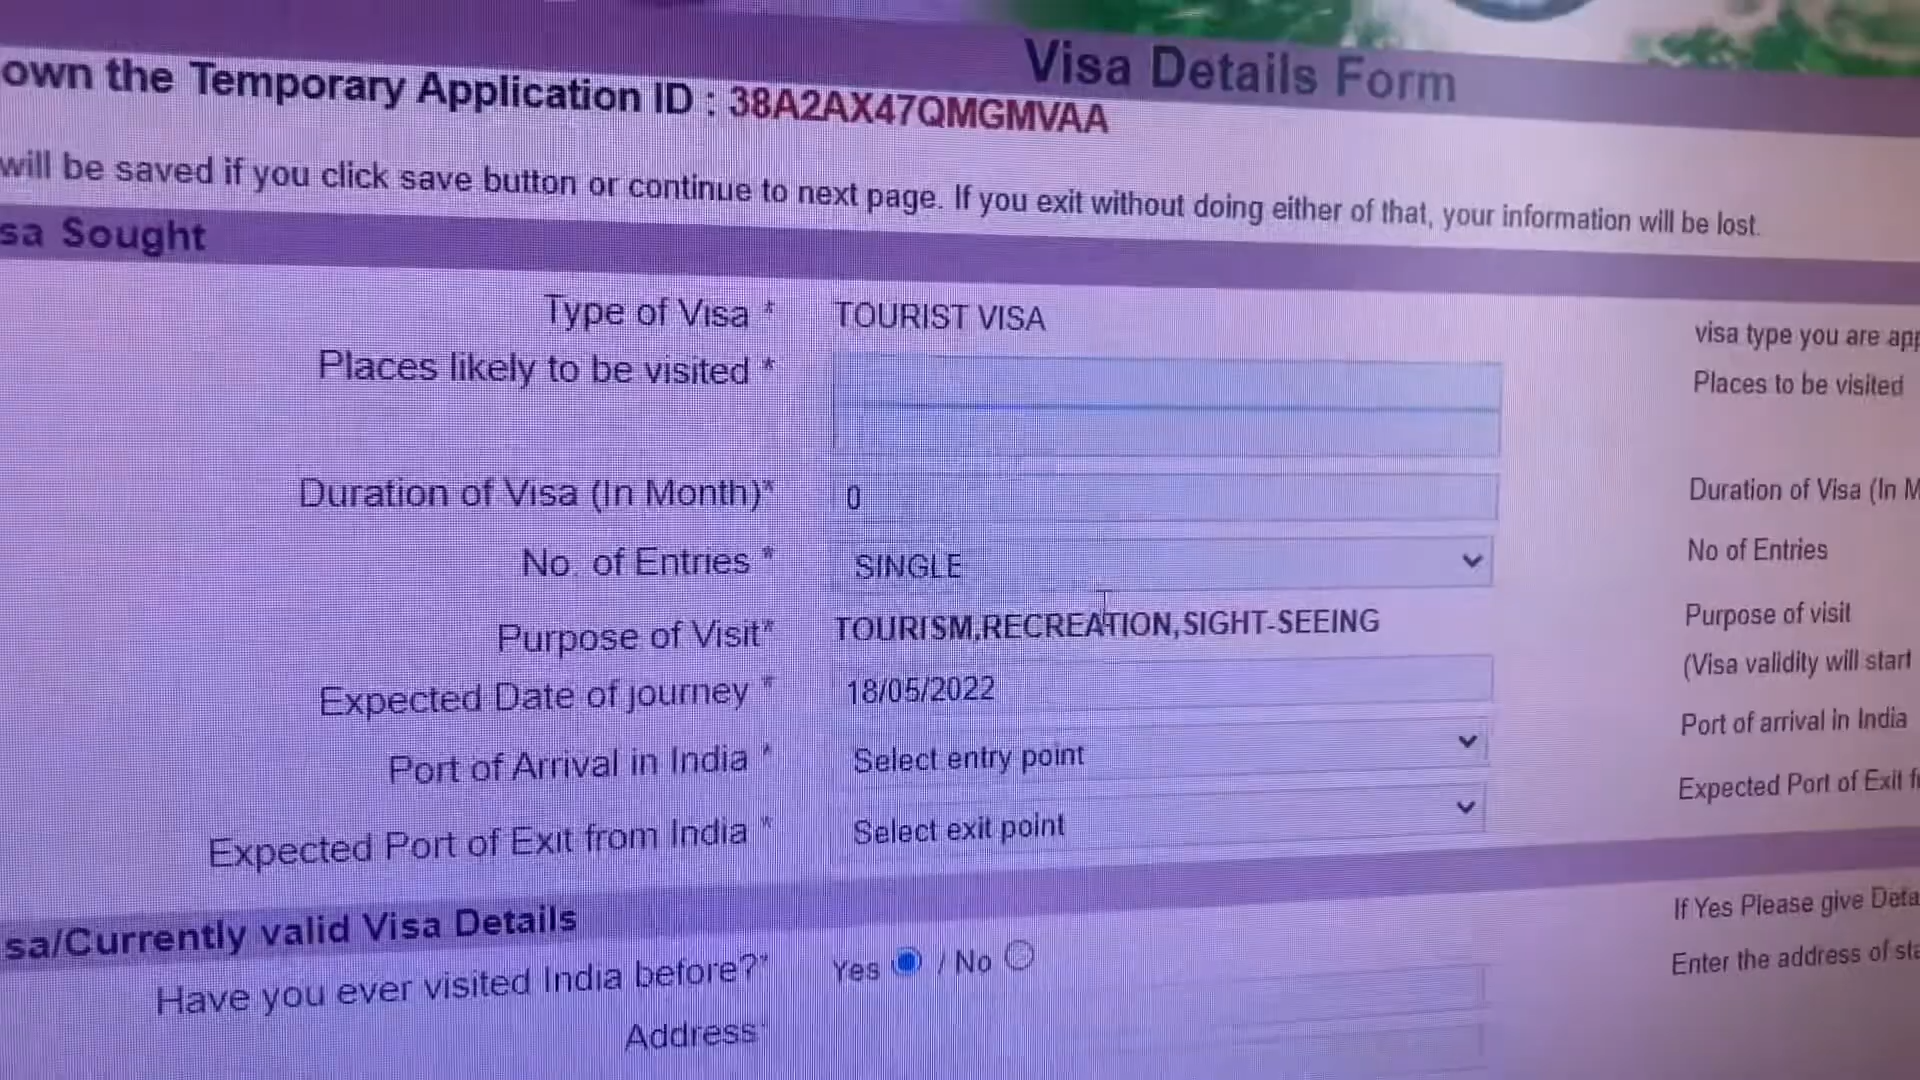 Visa Details Form
own the Temporary Application ID : 38A2AX47QMGMVAA
will be saved if you click save button or continue to next page. If you exit without doing either of that, your information will be lost.
sa Sought
Type of Visa * TOURIST VISA visa type you are app
Places likely to be visited * Places to be visited
Duration of Visa (In Month)* 0 Duration of Visa (In M
No. of Entries * SINGLE No of Entries
Purpose of Visit* TOURISM,RECREATION,SIGHT-SEEING Purpose of visit
Expected Date of journey * 18/05/2022 (Visa validity will start
Port of Arrival in India * Select entry point Port of arrival in India
Expected Port of Exit from India * Select exit point Expected Port of Exit f
sa/Currently valid Visa Details
Have you ever visited India before?* Yes / No If Yes Please give Deta
Address* Enter the address of sta